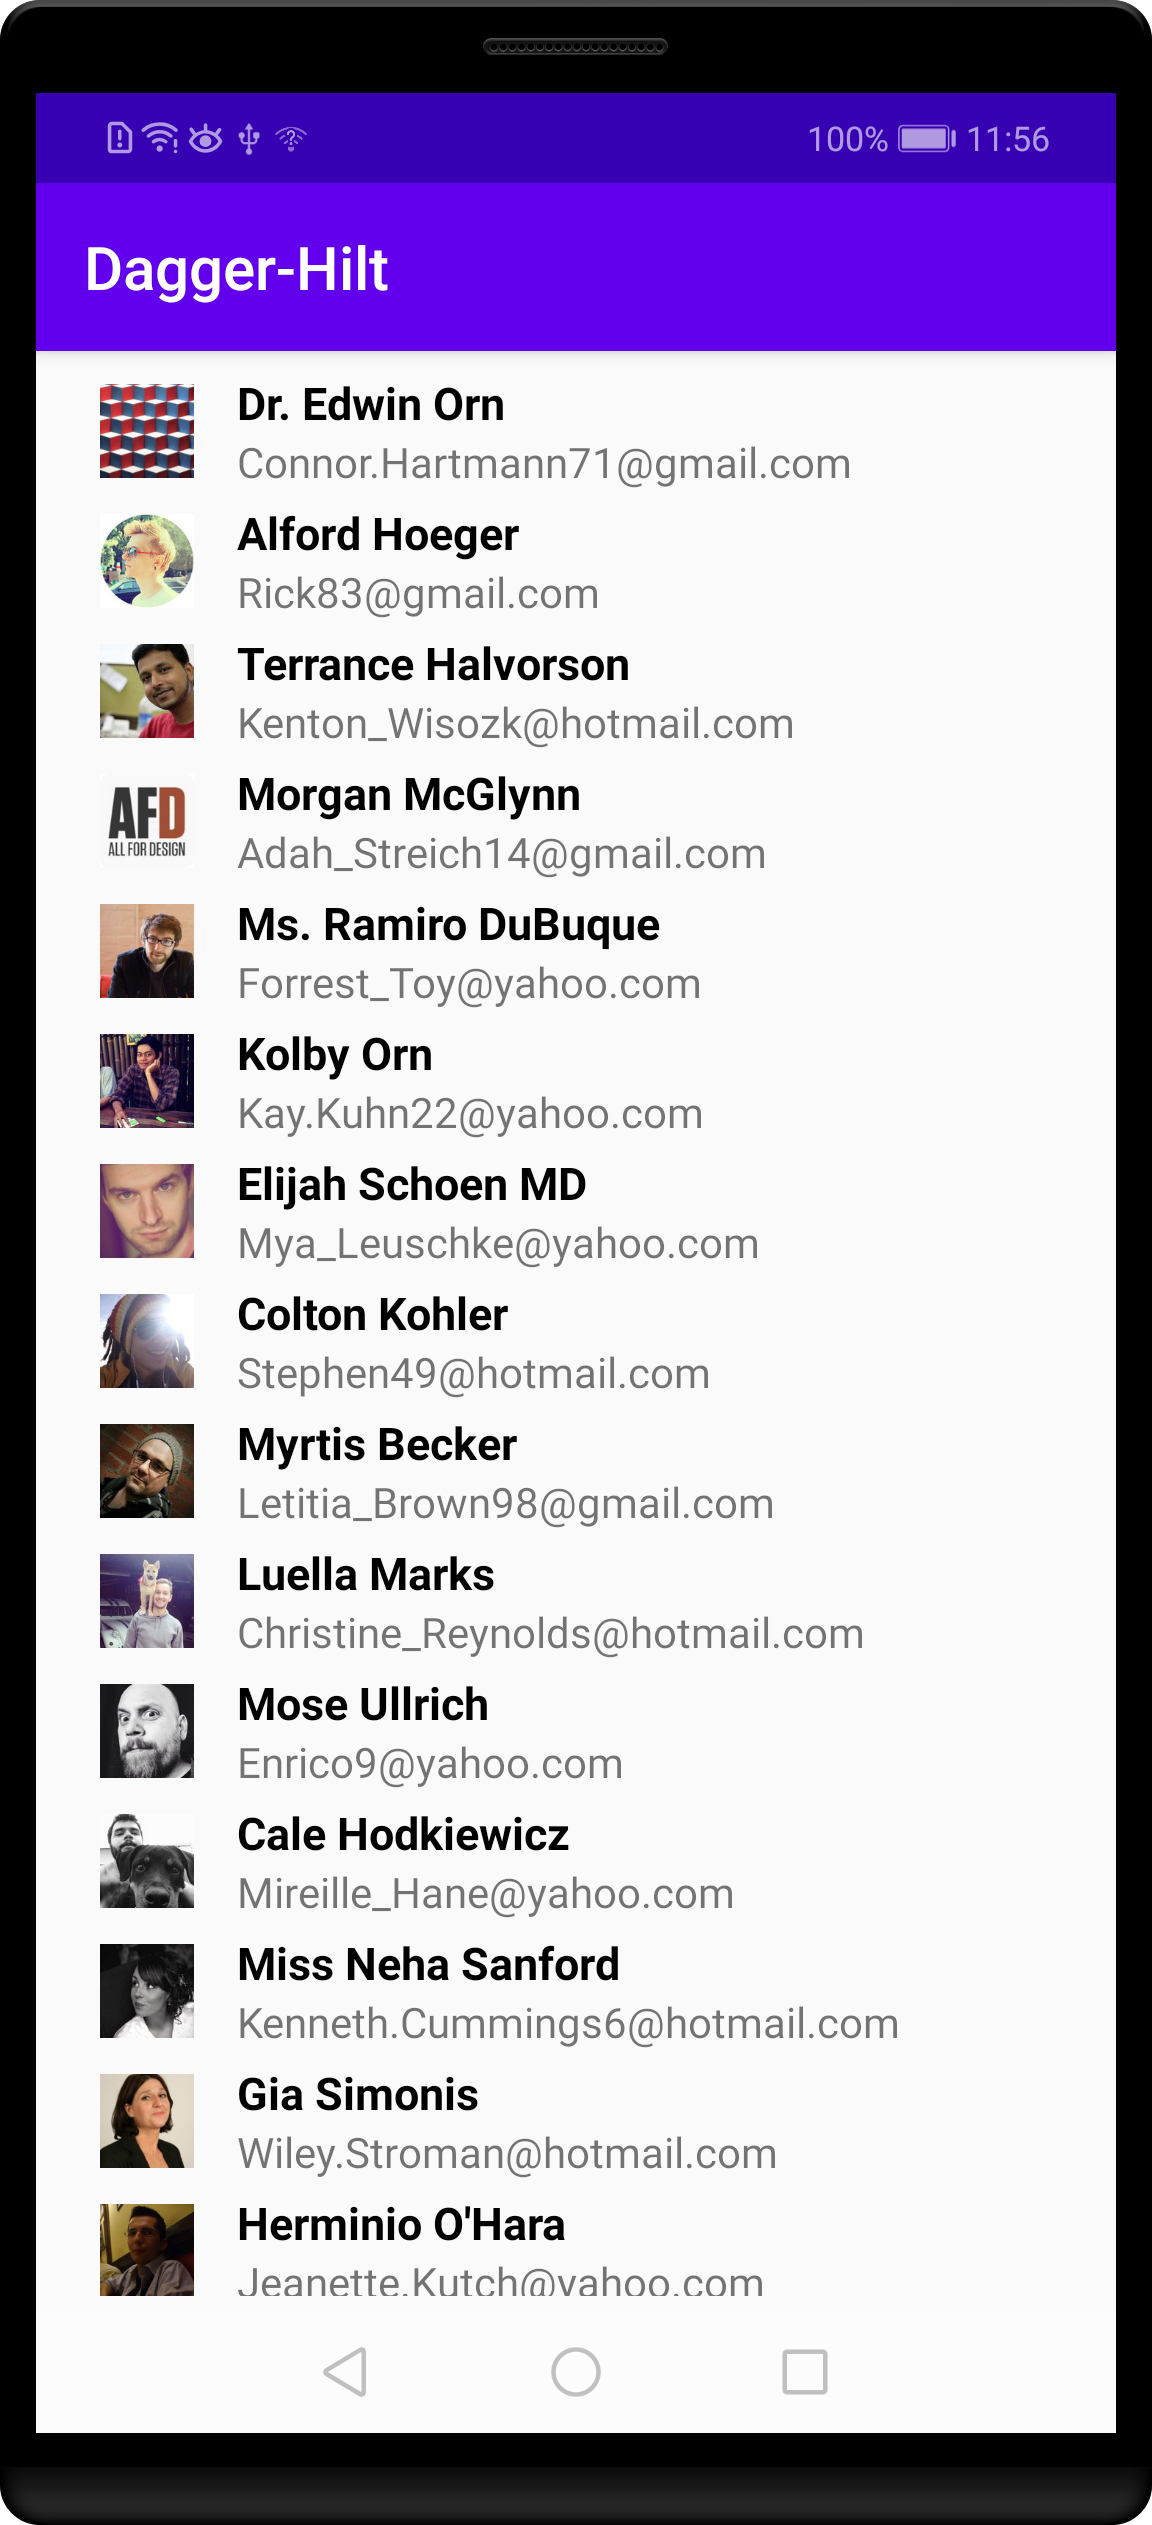 100% 11:56
Dagger-Hilt
Dr. Edwin Orn
Connor.Hartmann71@gmail.com
Alford Hoeger
Rick83@gmail.com
Terrance Halvorson
Kenton_Wisozk@hotmail.com
AFD
ALL FOR DESIGN
Morgan McGlynn
Adah_Streich14@gmail.com
Ms. Ramiro DuBuque
Forrest_Toy@yahoo.com
Kolby Orn
Kay.Kuhn22@yahoo.com
Elijah Schoen MD
Mya_Leuschke@yahoo.com
Colton Kohler
Stephen49@hotmail.com
Myrtis Becker
Letitia_Brown98@gmail.com
Luella Marks
Christine_Reynolds@hotmail.com
Mose Ullrich
Enrico9@yahoo.com
Cale Hodkiewicz
Mireille_Hane@yahoo.com
Miss Neha Sanford
Kenneth.Cummings6@hotmail.com
Gia Simonis
Wiley.Stroman@hotmail.com
Herminio O'Hara
Jeanette.Kutch@yahoo.com